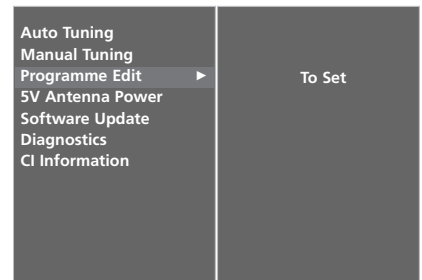 Auto Tuning
Manual Tuning
Programme Edit ►
To Set
5V Antenna Power
Software Update
Diagnostics
CI Information